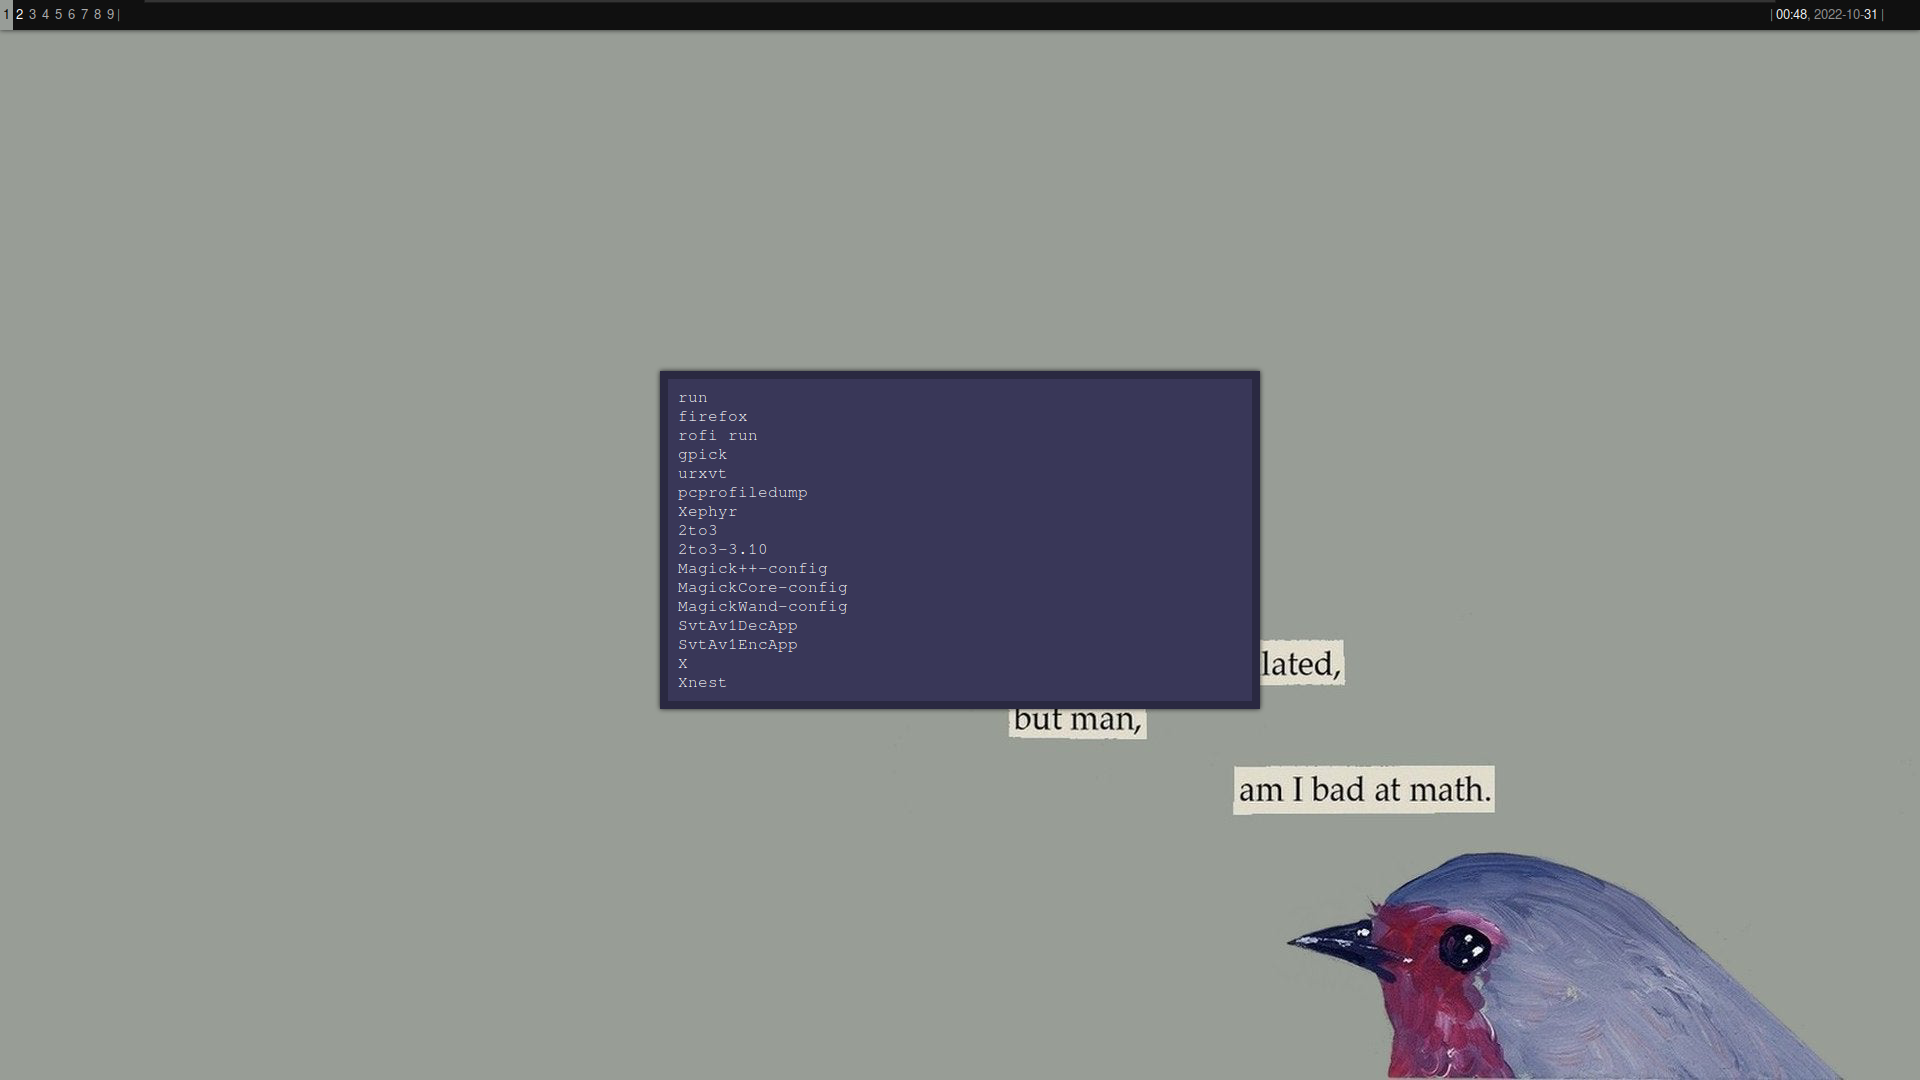 1 2 3 4 5 6 7 8 9 |
| 00:48, 2022-10-31 |
run
firefox
rofi run
gpick
urxvt
pcprofiledump
Xephyr
2to3
2to3-3.10
Magick++-config
MagickCore-config
MagickWand-config
SvtAv1DecApp
SvtAv1EncApp
X
Xnest
lated,
but man,
am I bad at math.